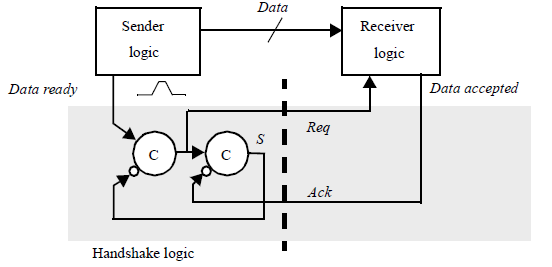 Data
Sender
logic
Receiver
logic
Data ready
Data accepted
Req
S
C
C
Ack
Handshake logic